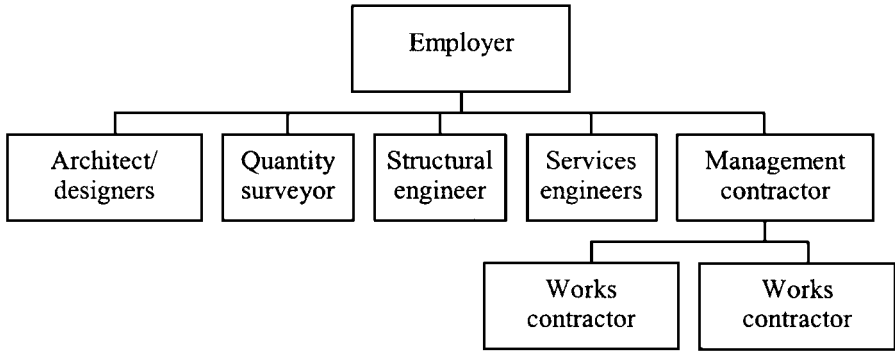 Employer
Architect/
designers
Quantity
surveyor
Structural
engineer
Services
engineers
Management
contractor
Works
contractor
Works
contractor